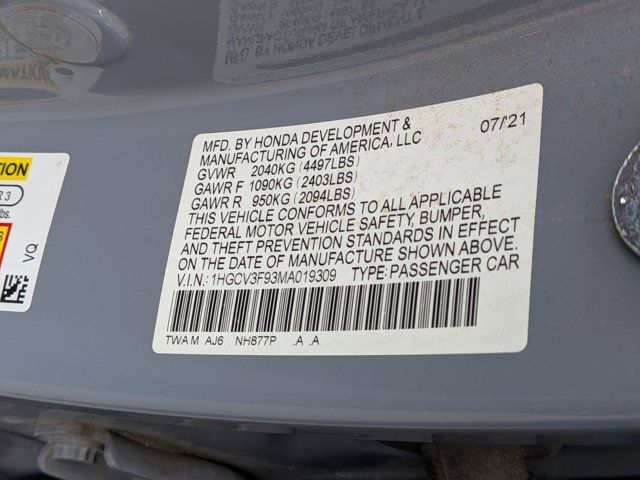 MFD. BY HONDA DEVELOPMENT &
MANUFACTURING OF AMERICA, LLC
07/21
GVWR 2040KG (4497LBS)
GAWR F 1090KG (2403LBS)
GAWR R 950KG (2094LBS)
THIS VEHICLE CONFORMS TO ALL APPLICABLE
FEDERAL MOTOR VEHICLE SAFETY, BUMPER,
AND THEFT PREVENTION STANDARDS IN EFFECT
ON THE DATE OF MANUFACTURE SHOWN ABOVE.
V.I.N.: 1HGCV3F93MA019309 TYPE: PASSENGER CAR
TWA M AJ6 NH877P .A .A
VQ